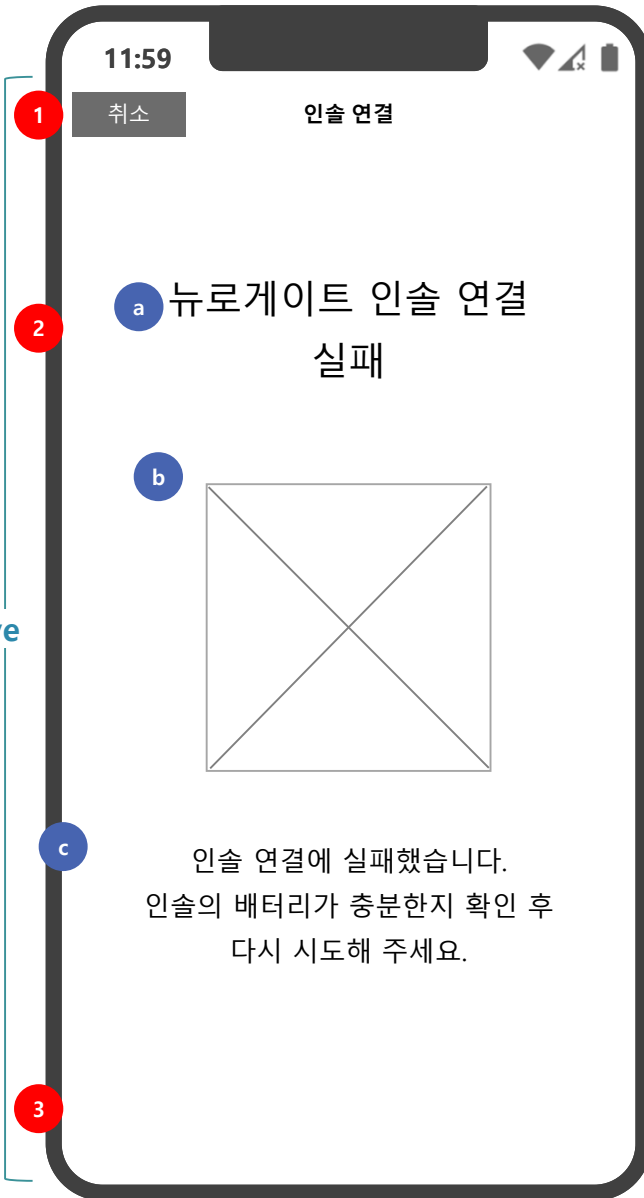 11:59
1
취소
인솔 연결
a
뉴로게이트 인솔 연결
실패
2
b
c
인솔 연결에 실패했습니다.
인솔의 배터리가 충분한지 확인 후
다시 시도해 주세요.
3